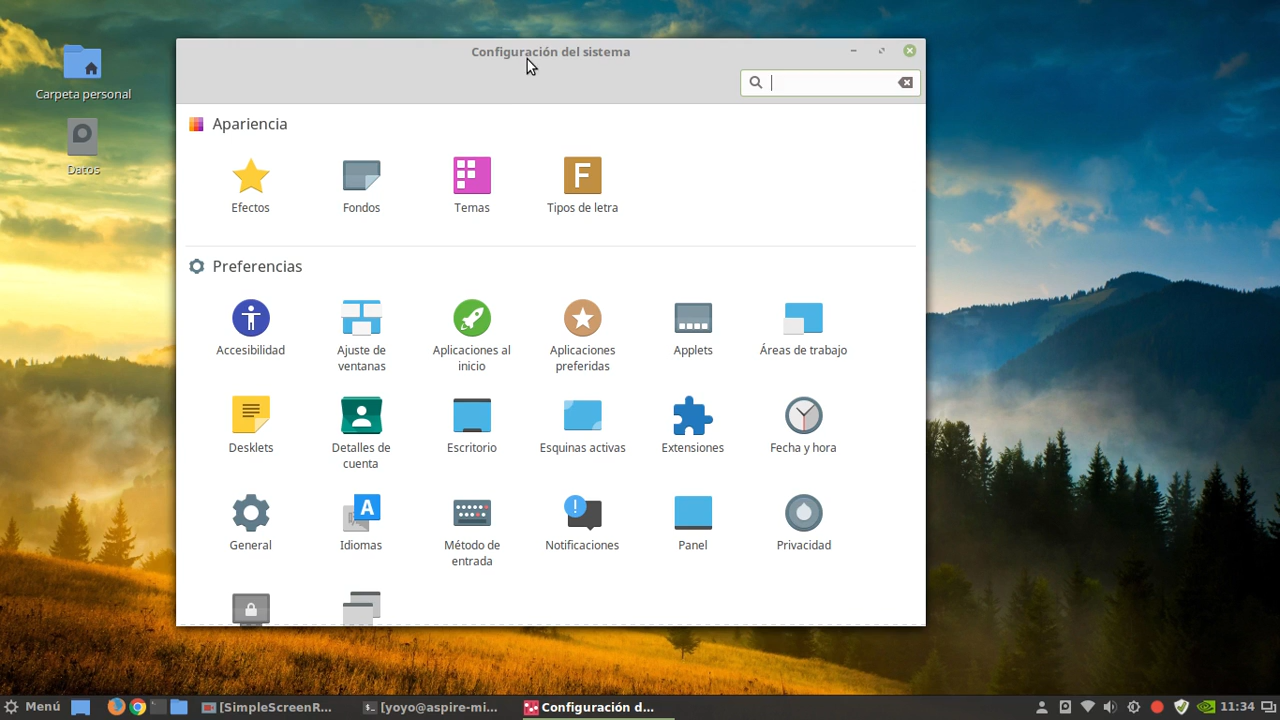 Configuración del sistema
Carpeta personal
Datos
Apariencia
Efectos
Fondos
Temas
F
Tipos de letra
Preferencias
Accesibilidad
Ajuste de
ventanas
Aplicaciones al
inicio
Aplicaciones
preferidas
Applets
Áreas de trabajo
Desklets
Detalles de
cuenta
Escritorio
Esquinas activas
Extensiones
Fecha y hora
General
A
Idiomas
Método de
entrada
!
Notificaciones
Panel
Privacidad
Menú
[SimpleScreenR...
[yoyo@aspire-mi...
Configuración d...
11:34